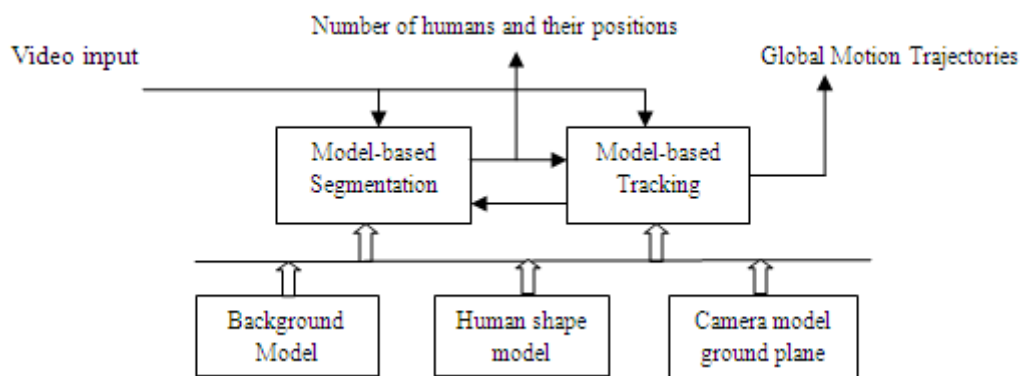 Number of humans and their positions
Video input
Global Motion Trajectories
Model-based
Segmentation
Model-based
Tracking
Background
Model
Human shape
model
Camera model
ground plane